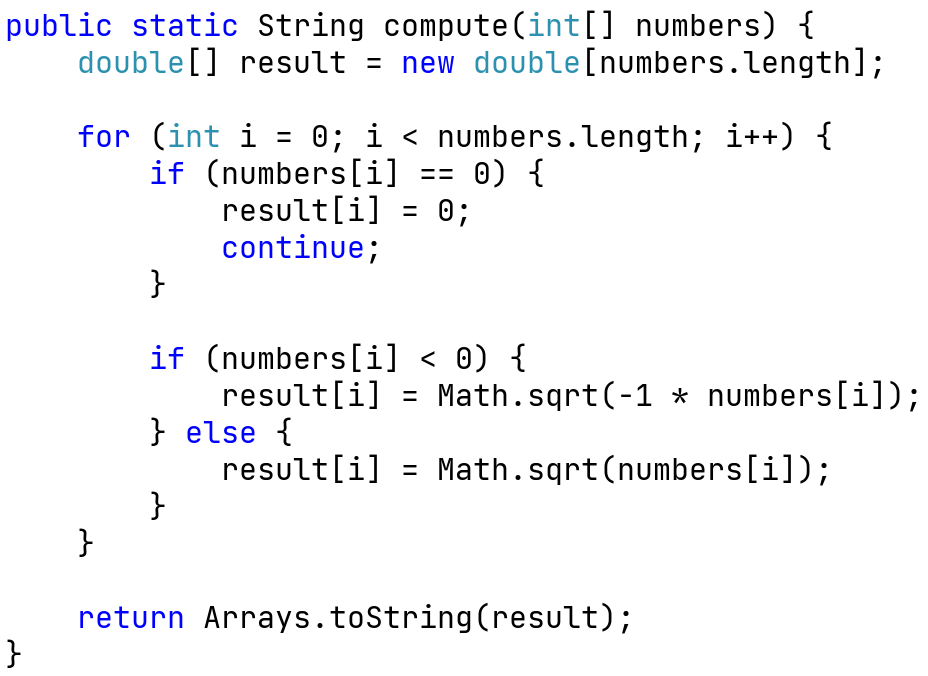 public static String compute(int[] numbers) {
    double[] result = new double[numbers.length];

    for (int i = 0; i < numbers.length; i++) {
        if (numbers[i] == 0) {
            result[i] = 0;
            continue;
        }

        if (numbers[i] < 0) {
            result[i] = Math.sqrt(-1 * numbers[i]);
        } else {
            result[i] = Math.sqrt(numbers[i]);
        }
    }

    return Arrays.toString(result);
}